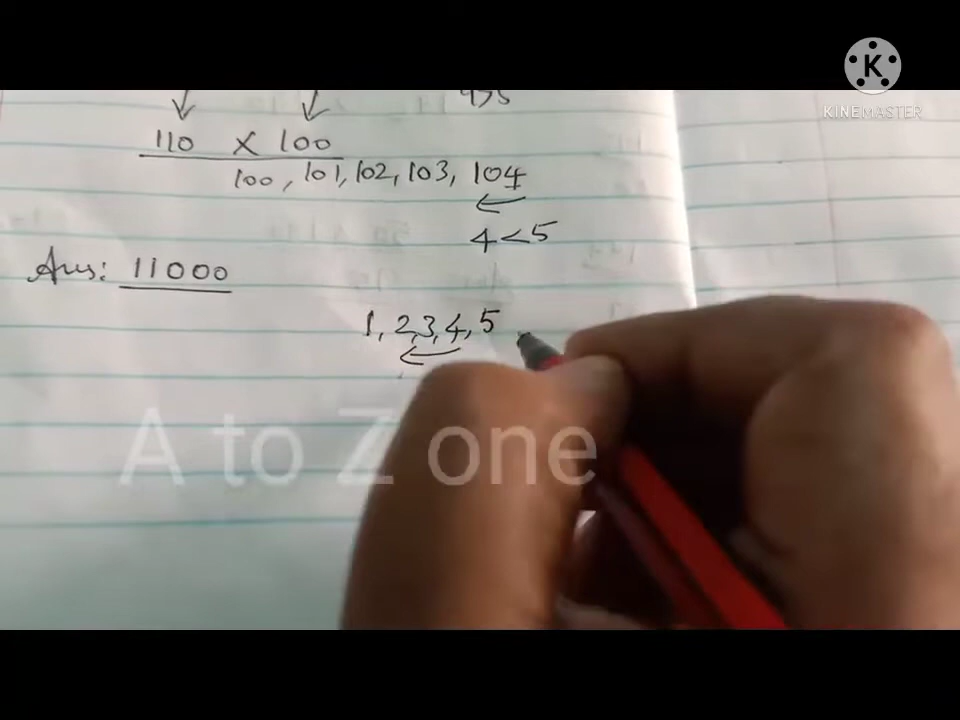 K
KINEMASTER
110 X 100
100, 101, 102, 103, 104
4<5
Ans: 11000
1, 2, 3, 4, 5
A to Z one